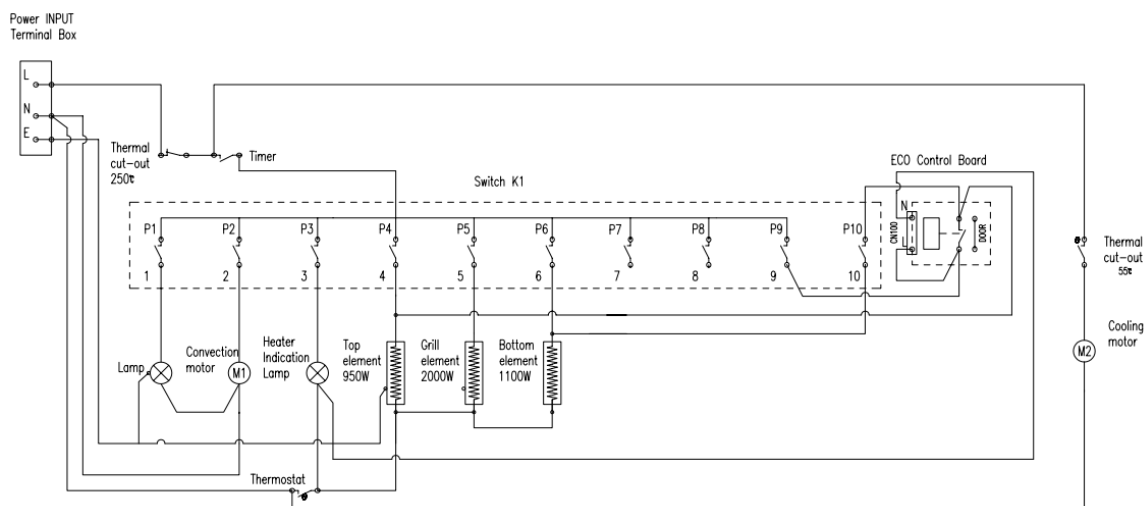 Power INPUT
Terminal Box
L
N
E
Thermal
cut-out
250℃
Timer
Switch K1
ECO Control Board
P1 P2 P3 P4 P5 P6 P7 P8 P9 P10
N
CN100
L
DOOR
1 2 3 4 5 6 7 8 9 10
Thermal
cut-out
55℃
Lamp
Convection
motor
M1
Heater
Indication
Lamp
Top
element
950W
Grill
element
2000W
Bottom
element
1100W
Cooling
motor
M2
Thermostat